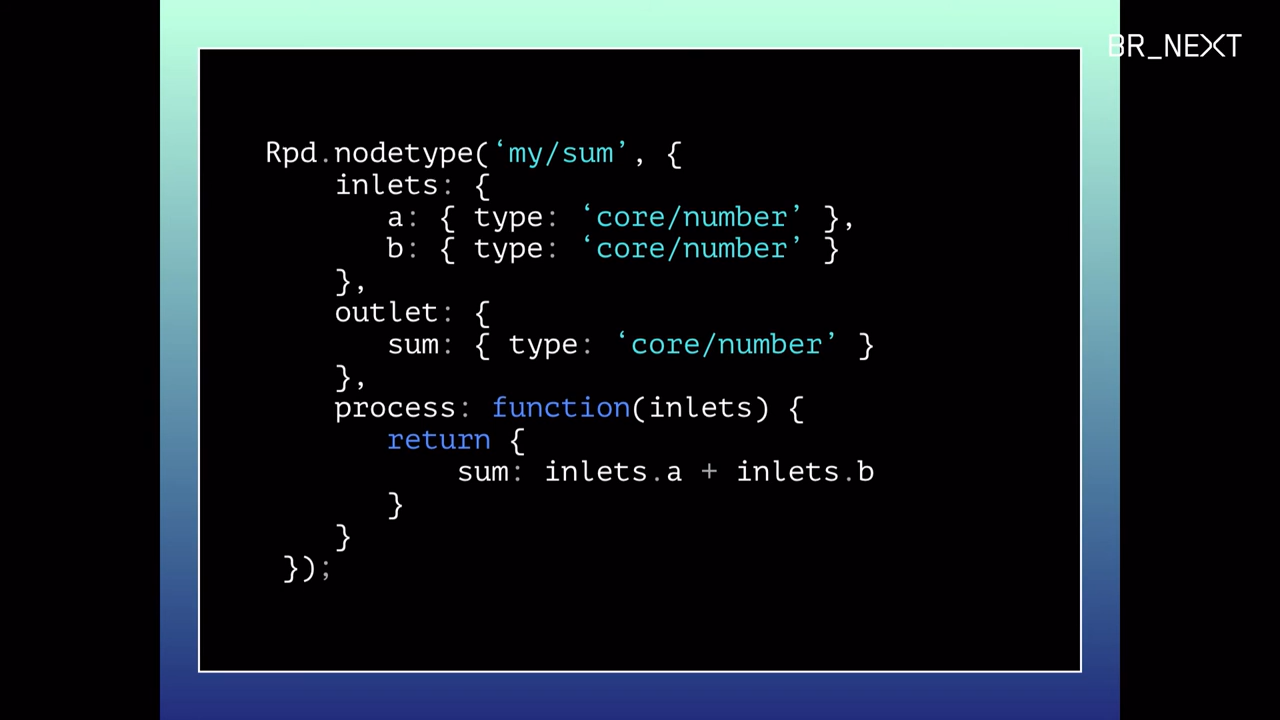 BR_NEXT
Rpd.nodetype(‘my/sum’, {
    inlets: {
       a: { type: ‘core/number’ },
       b: { type: ‘core/number’ }
    },
    outlet: {
       sum: { type: ‘core/number’ }
    },
    process: function(inlets) {
       return {
           sum: inlets.a + inlets.b
       }
    }
 });